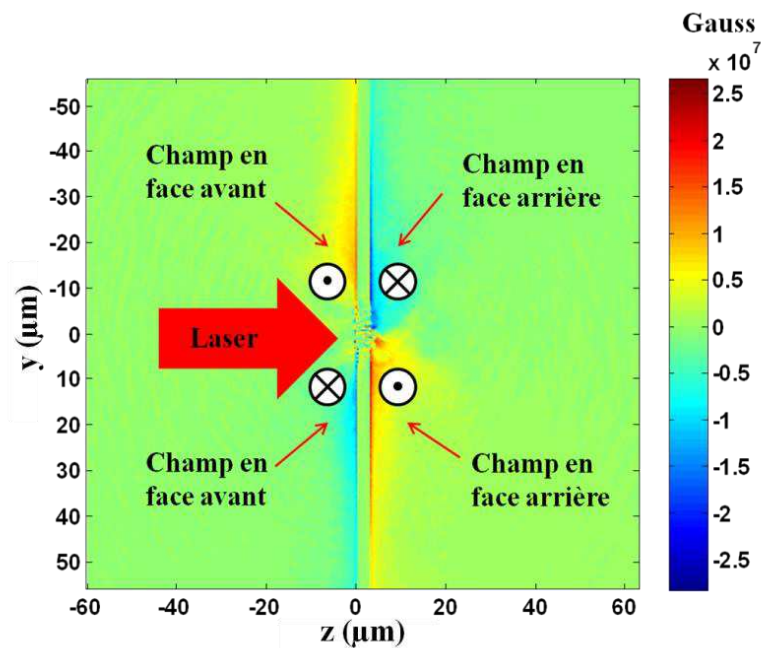 Gauss
x 10^7
Champ en
face avant
Champ en
face arrière
Laser
Champ en
face avant
Champ en
face arrière
y (µm)
-50
-40
-30
-20
-10
0
10
20
30
40
50
-60
-40
-20
0
20
40
60
z (µm)
2.5
2
1.5
1
0.5
0
-0.5
-1
-1.5
-2
-2.5